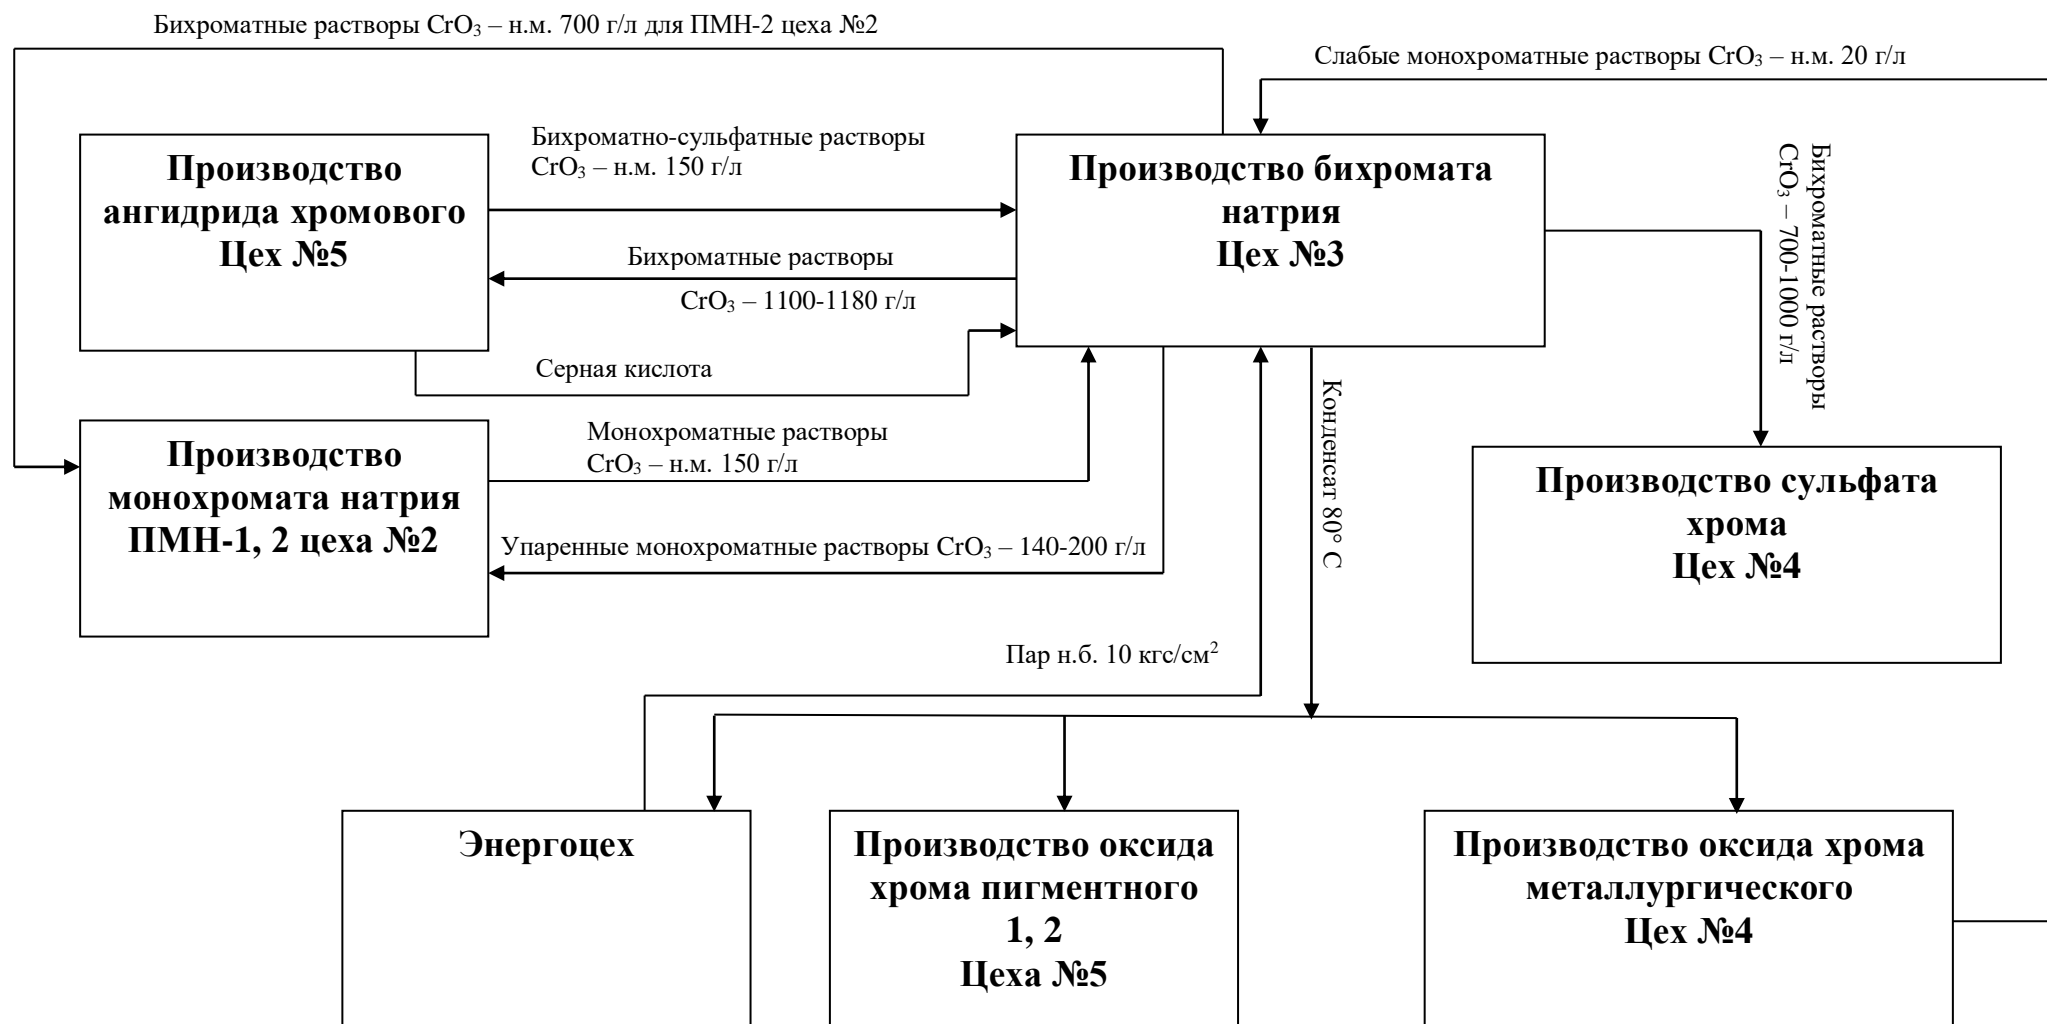 Бихроматные растворы CrO₃ – н.м. 700 г/л для ПМН-2 цеха №2
Слабые монохроматные растворы CrO₃ – н.м. 20 г/л
Производство
ангидрида хромового
Цех №5
Бихроматно-сульфатные растворы
CrO₃ – н.м. 150 г/л
Бихроматные растворы
CrO₃ – 1100-1180 г/л
Серная кислота
Производство бихромата
натрия
Цех №3
Бихроматные растворы
CrO₃ – 700-1000 г/л
Производство
монохромата натрия
ПМН-1, 2 цеха №2
Монохроматные растворы
CrO₃ – н.м. 150 г/л
Упаренные монохроматные растворы CrO₃ – 140-200 г/л
Конденсат 80° С
Производство сульфата
хрома
Цех №4
Пар н.б. 10 кгс/см²
Энергоцех
Производство оксида
хрома пигментного
1, 2
Цеха №5
Производство оксида хрома
металлургического
Цех №4